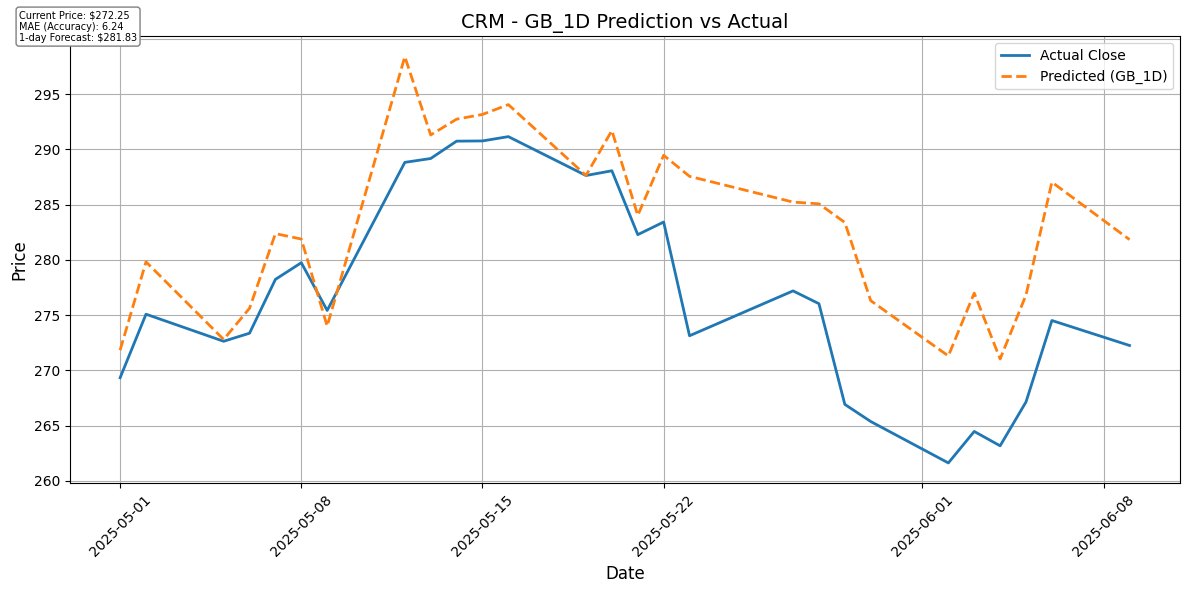 CRM - GB_1D Prediction vs Actual
Current Price: $272.25
MAE (Accuracy): 6.24
1-day Forecast: $281.83
Actual Close
Predicted (GB_1D)
Price
295
290
285
280
275
270
265
260
2025-05-01
2025-05-08
2025-05-15
2025-05-22
2025-06-01
2025-06-08
Date